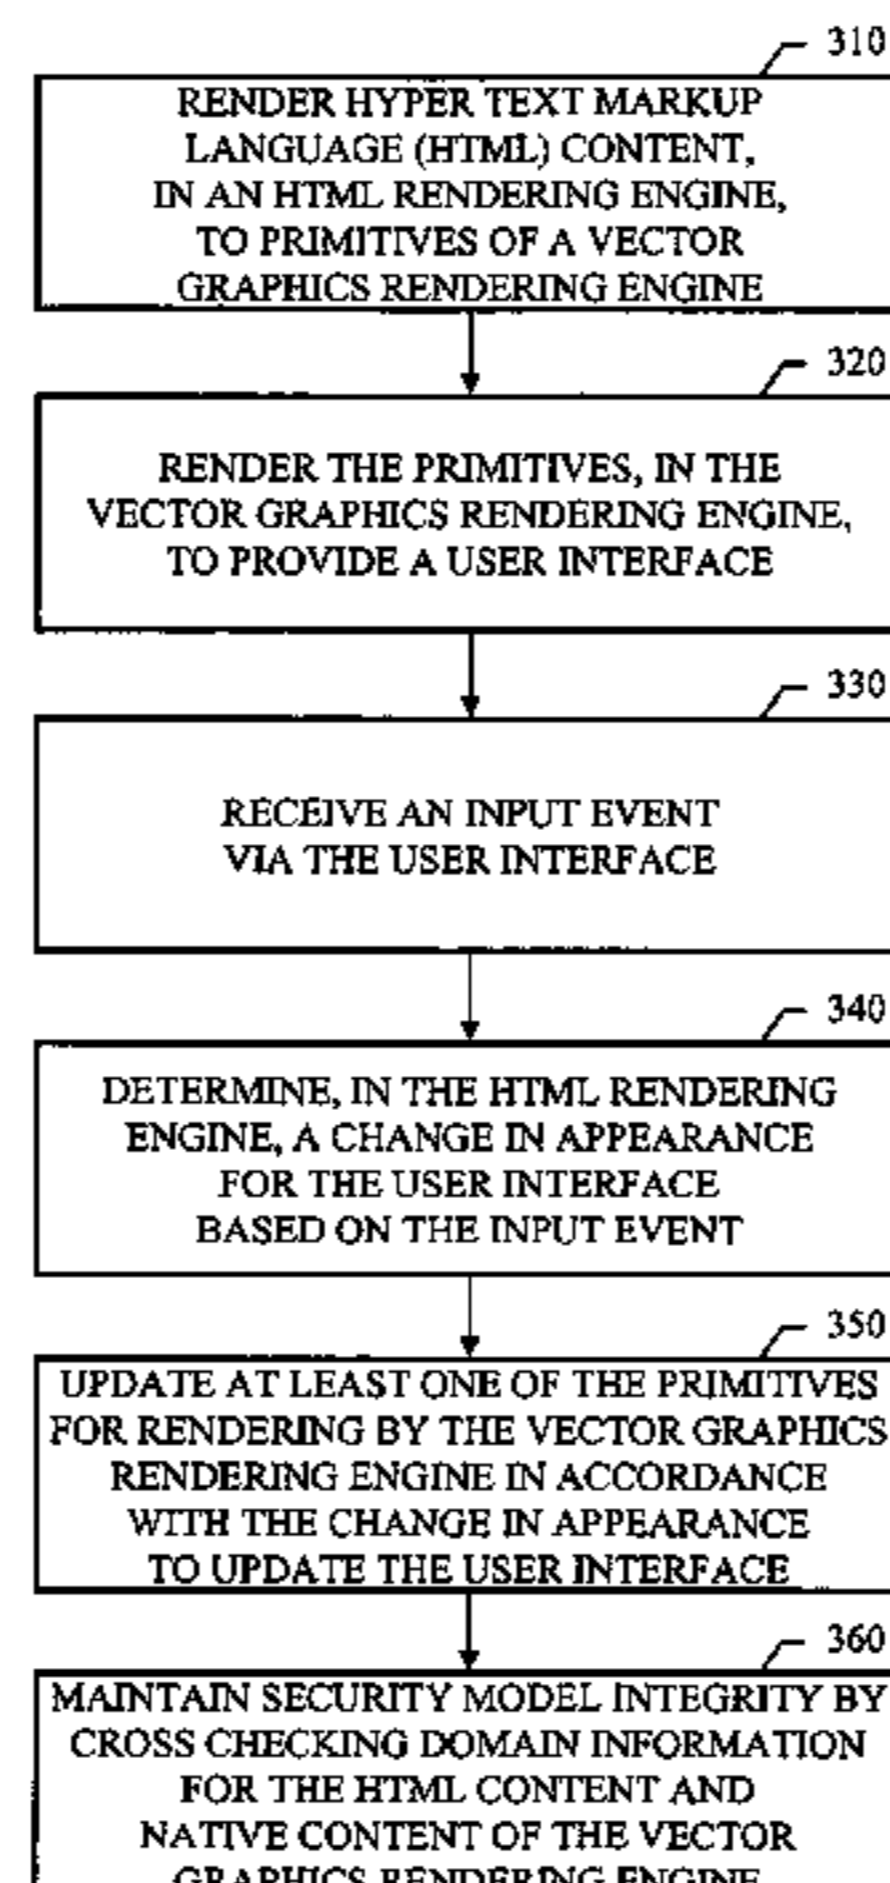 310
RENDER HYPER TEXT MARKUP
LANGUAGE (HTML) CONTENT,
IN AN HTML RENDERING ENGINE,
TO PRIMITIVES OF A VECTOR
GRAPHICS RENDERING ENGINE
320
RENDER THE PRIMITIVES, IN THE
VECTOR GRAPHICS RENDERING ENGINE,
TO PROVIDE A USER INTERFACE
330
RECEIVE AN INPUT EVENT
VIA THE USER INTERFACE
340
DETERMINE, IN THE HTML RENDERING
ENGINE, A CHANGE IN APPEARANCE
FOR THE USER INTERFACE
BASED ON THE INPUT EVENT
350
UPDATE AT LEAST ONE OF THE PRIMITIVES
FOR RENDERING BY THE VECTOR GRAPHICS
RENDERING ENGINE IN ACCORDANCE
WITH THE CHANGE IN APPEARANCE
TO UPDATE THE USER INTERFACE
360
MAINTAIN SECURITY MODEL INTEGRITY BY
CROSS CHECKING DOMAIN INFORMATION
FOR THE HTML CONTENT AND
NATIVE CONTENT OF THE VECTOR
GRAPHICS RENDERING ENGINE